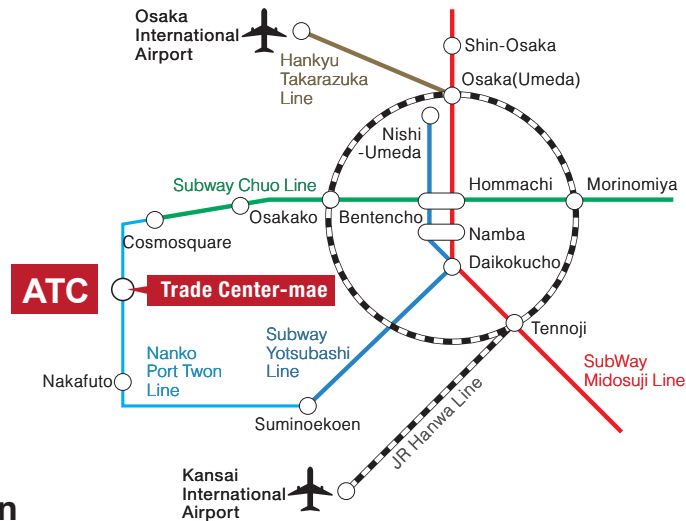 Osaka
International
Airport
Shin-Osaka
Hankyu
Takarazuka
Line
Osaka(Umeda)
Nishi
-Umeda
Subway Chuo Line
Hommachi
Morinomiya
Osakako
Bentencho
Cosmosquare
Namba
Daikokucho
ATC
Trade Center-mae
Tennoji
Subway
Yotsubashi
Line
Nanko
Port Twon
Line
SubWay
Midosuji Line
Nakafuto
Suminoekoen
JR Hanwa Line
Kansai
International
Airport
n